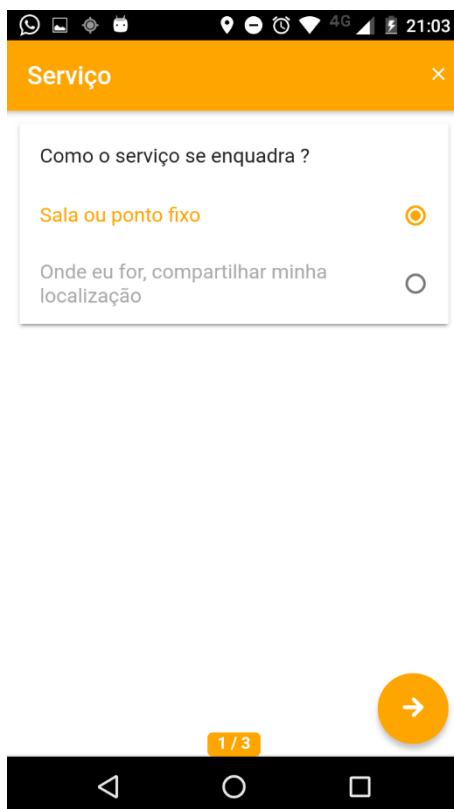 4G 21:03
Serviço ×
Como o serviço se enquadra ?
Sala ou ponto fixo
Onde eu for, compartilhar minha
localização
1 / 3